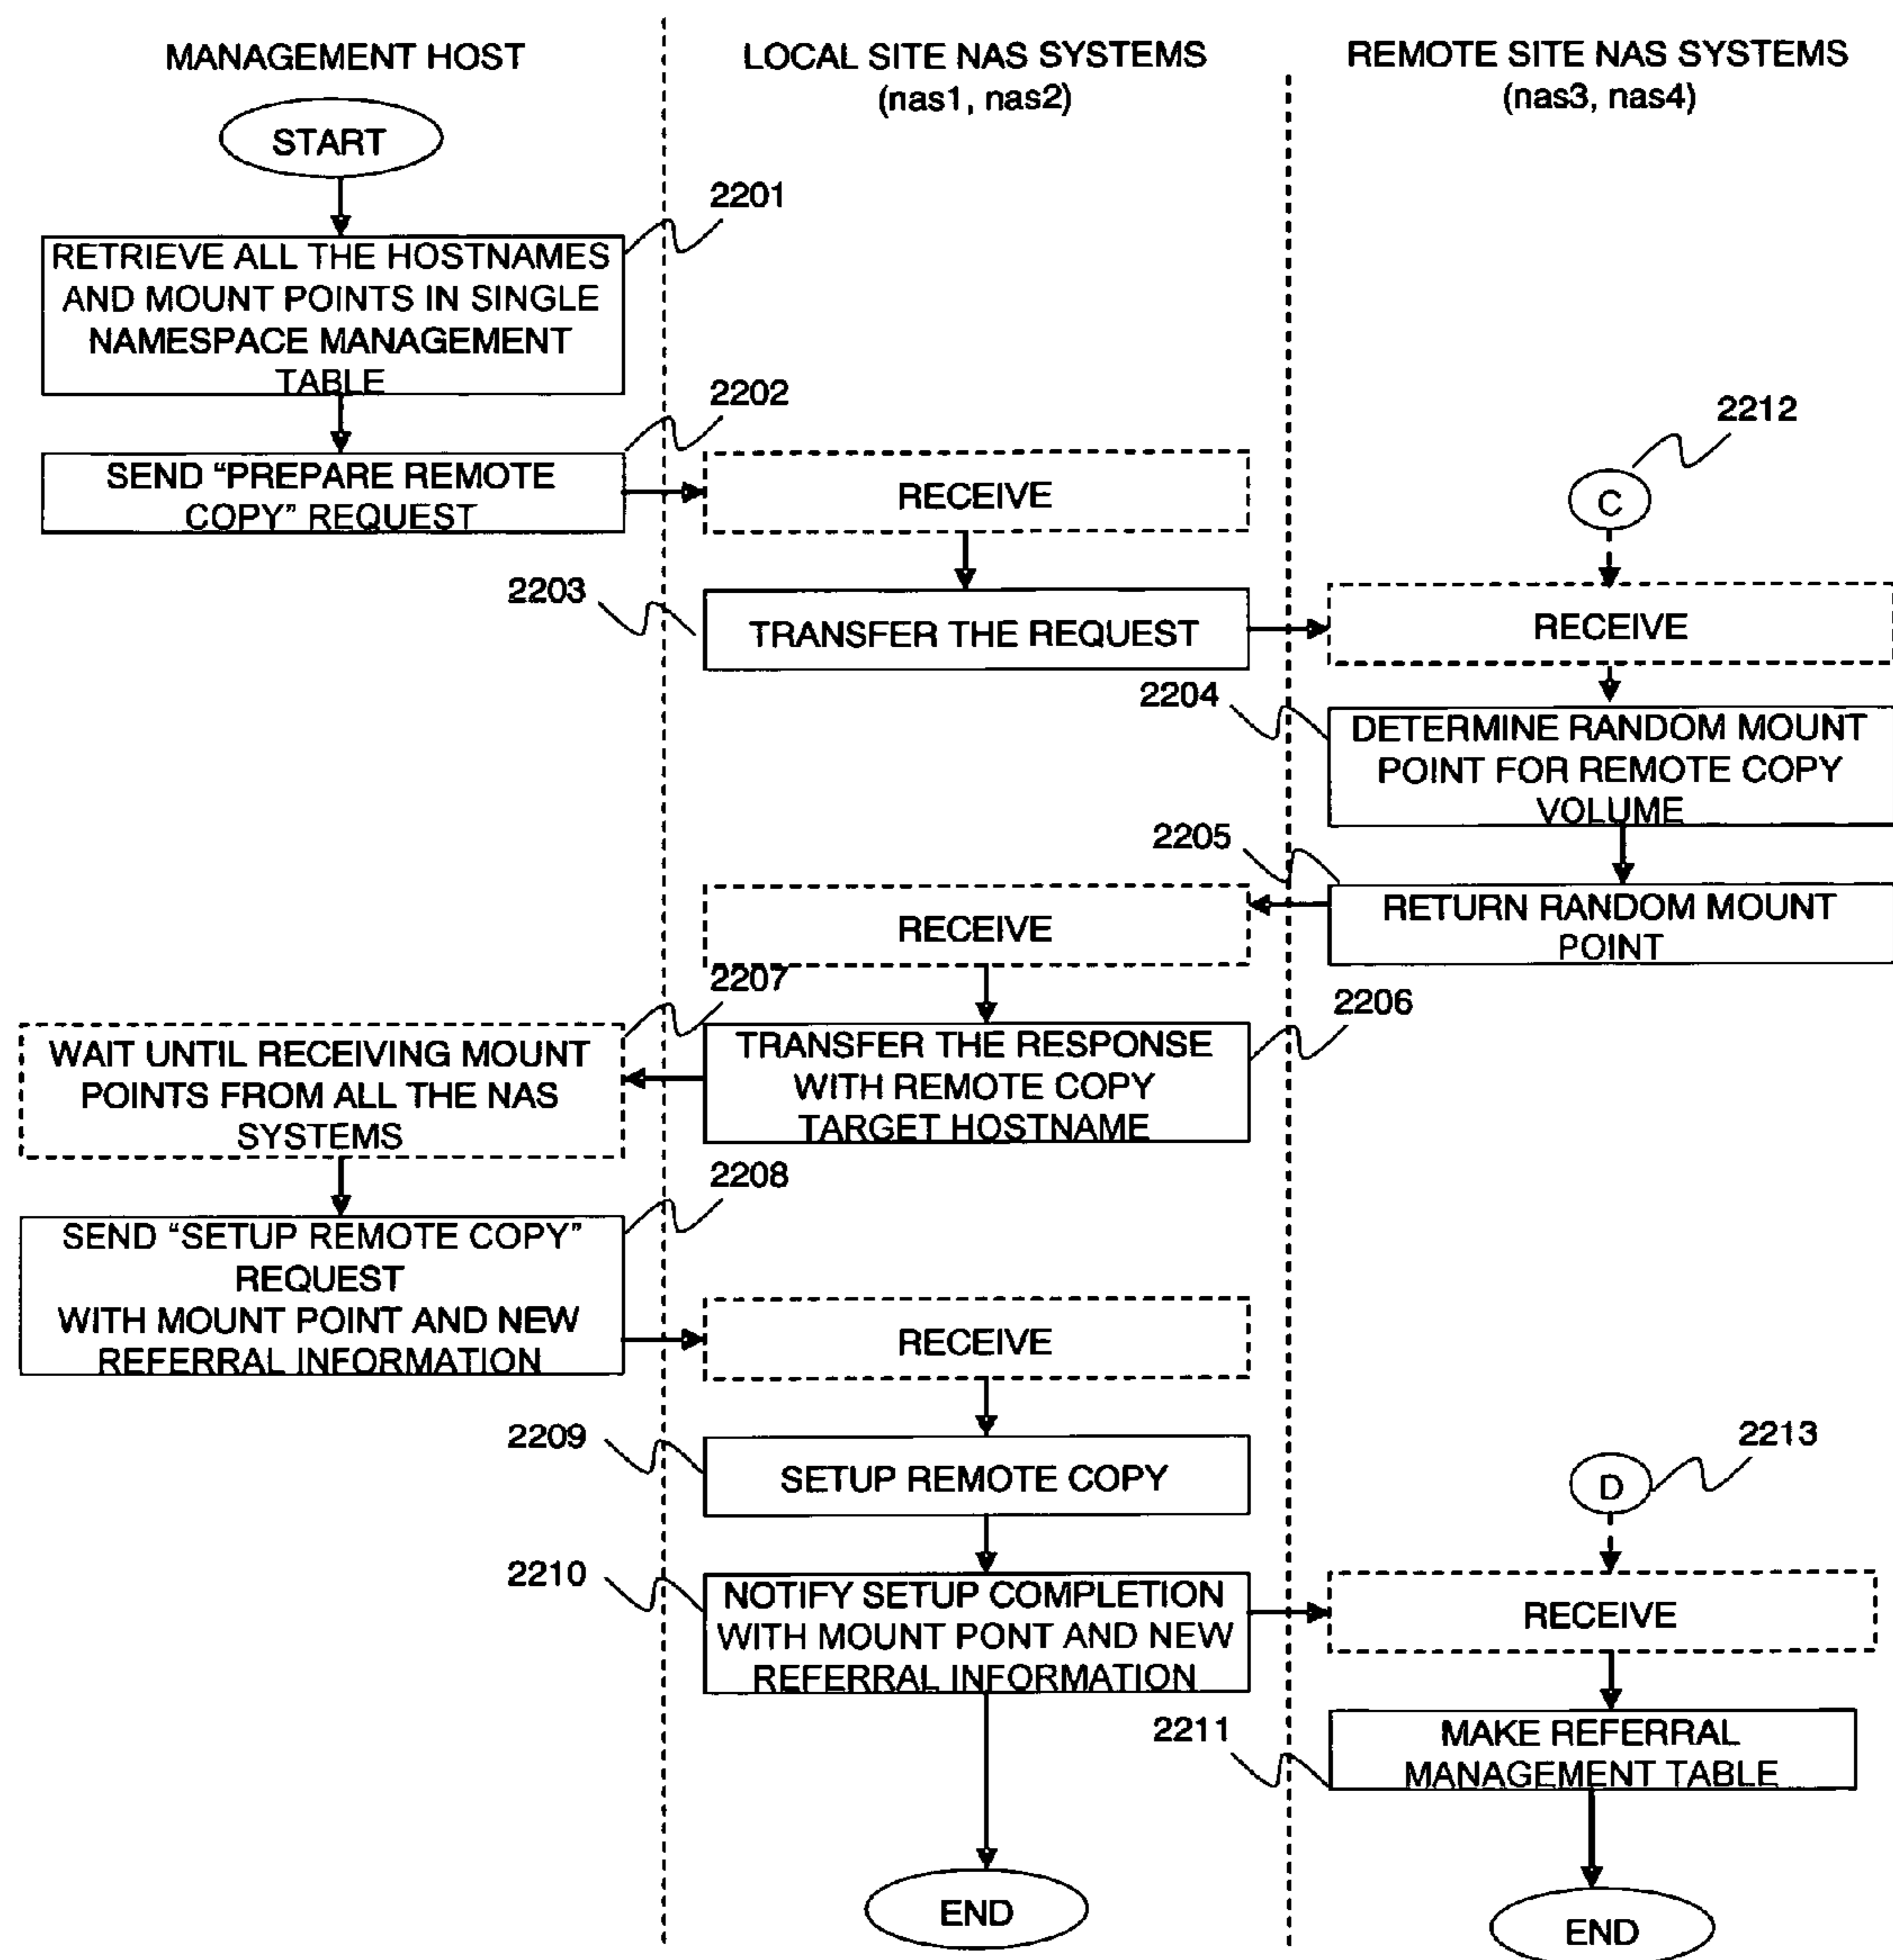 MANAGEMENT HOST
LOCAL SITE NAS SYSTEMS
(nas1, nas2)
REMOTE SITE NAS SYSTEMS
(nas3, nas4)
START
2201
RETRIEVE ALL THE HOSTNAMES
AND MOUNT POINTS IN SINGLE
NAMESPACE MANAGEMENT
TABLE
2202
SEND “PREPARE REMOTE
COPY” REQUEST
RECEIVE
2212
C
2203
TRANSFER THE REQUEST
RECEIVE
2204
DETERMINE RANDOM MOUNT
POINT FOR REMOTE COPY
VOLUME
2205
RETURN RANDOM MOUNT
POINT
RECEIVE
2207
2206
WAIT UNTIL RECEIVING MOUNT
POINTS FROM ALL THE NAS
SYSTEMS
TRANSFER THE RESPONSE
WITH REMOTE COPY
TARGET HOSTNAME
2208
SEND “SETUP REMOTE COPY”
REQUEST
WITH MOUNT POINT AND NEW
REFERRAL INFORMATION
RECEIVE
2209
SETUP REMOTE COPY
2213
D
2210
NOTIFY SETUP COMPLETION
WITH MOUNT PONT AND NEW
REFERRAL INFORMATION
RECEIVE
2211
MAKE REFERRAL
MANAGEMENT TABLE
END
END